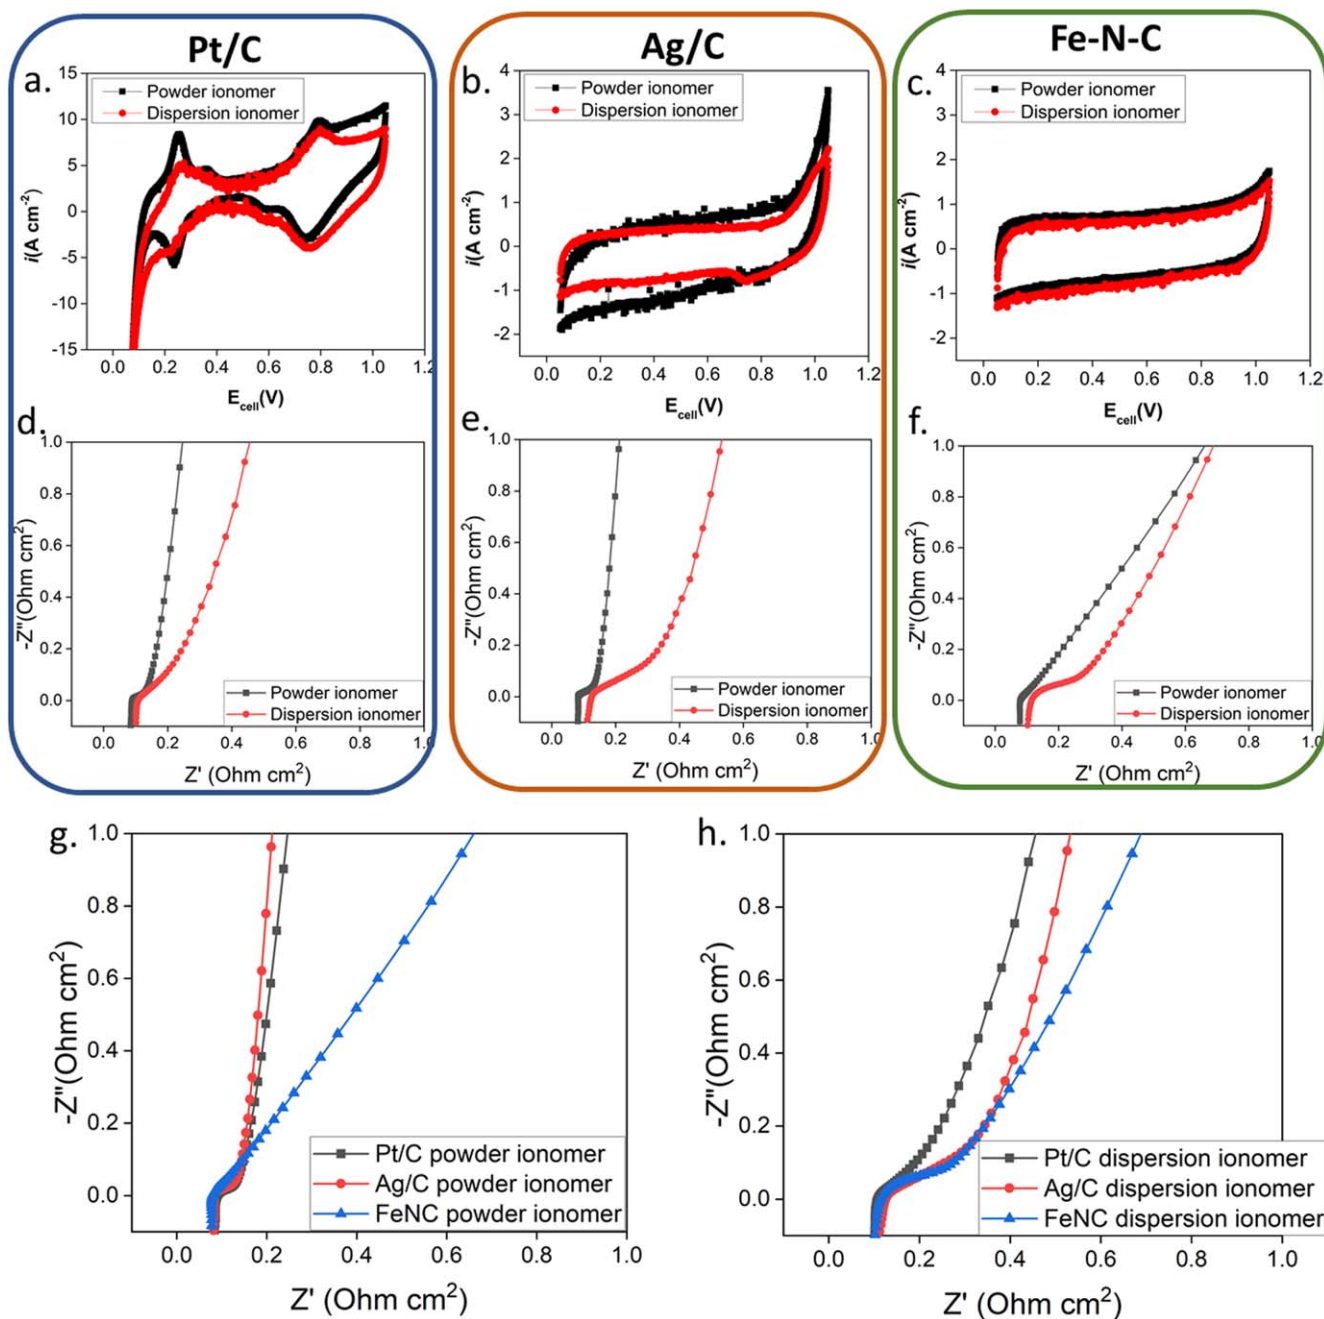 Pt/C
Ag/C
Fe-N-C
a.
15
10
5
0
-5
-10
-15
i(A cm-2)
Powder ionomer
Dispersion ionomer
0.0 0.2 0.4 0.6 0.8 1.0 1.2
Ecell(V)
b.
4
3
2
1
0
-1
-2
i(A cm-2)
Powder ionomer
Dispersion ionomer
0.0 0.2 0.4 0.6 0.8 1.0 1.2
Ecell(V)
c.
4
3
2
1
0
-1
-2
i(A cm-2)
Powder ionomer
Dispersion ionomer
0.0 0.2 0.4 0.6 0.8 1.0 1.2
Ecell(V)
d.
1.0
0.8
0.6
0.4
0.2
0.0
-Z"(Ohm cm2)
Powder ionomer
Dispersion ionomer
0.0 0.2 0.4 0.6 0.8 1.0
Z' (Ohm cm2)
e.
1.0
0.8
0.6
0.4
0.2
0.0
-Z"(Ohm cm2)
Powder ionomer
Dispersion ionomer
0.0 0.2 0.4 0.6 0.8 1.0
Z' (Ohm cm2)
f.
1.0
0.8
0.6
0.4
0.2
0.0
-Z"(Ohm cm2)
Powder ionomer
Dispersion ionomer
0.0 0.2 0.4 0.6 0.8 1.0
Z' (Ohm cm2)
g.
1.0
0.8
0.6
0.4
0.2
0.0
-Z"(Ohm cm2)
Pt/C powder ionomer
Ag/C powder ionomer
FeNC powder ionomer
0.0 0.2 0.4 0.6 0.8 1.0
Z' (Ohm cm2)
h.
1.0
0.8
0.6
0.4
0.2
0.0
-Z"(Ohm cm2)
Pt/C dispersion ionomer
Ag/C dispersion ionomer
FeNC dispersion ionomer
0.0 0.2 0.4 0.6 0.8 1.0
Z' (Ohm cm2)